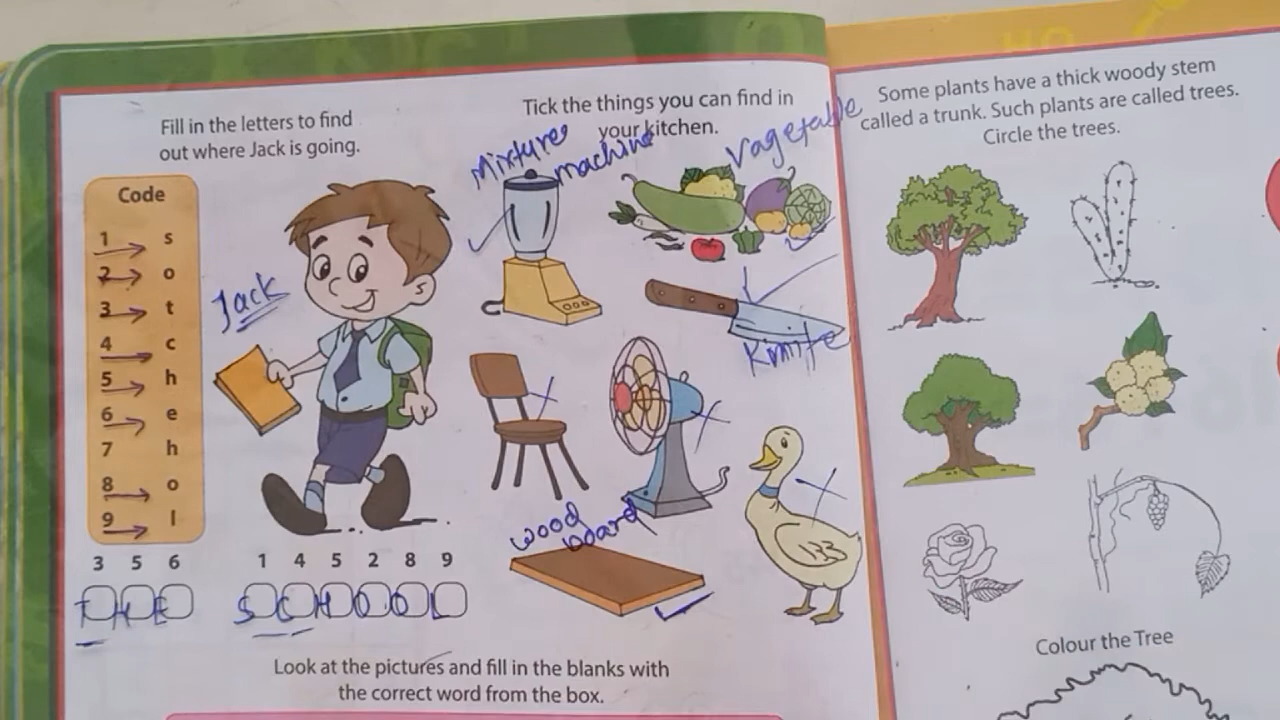 Fill in the letters to find
out where Jack is going.
Code
1 s
2 o
3 t
4 c
5 h
6 e
7 h
8 o
9 l
Jack
3 5 6
THE
1 4 5 2 8 9
SCHOOL
Tick the things you can find in
your kitchen.
Mixture
machine
Vagetable
Knife
wood
board
Look at the pictures and fill in the blanks with
the correct word from the box.
Some plants have a thick woody stem
called a trunk. Such plants are called trees.
Circle the trees.
Colour the Tree